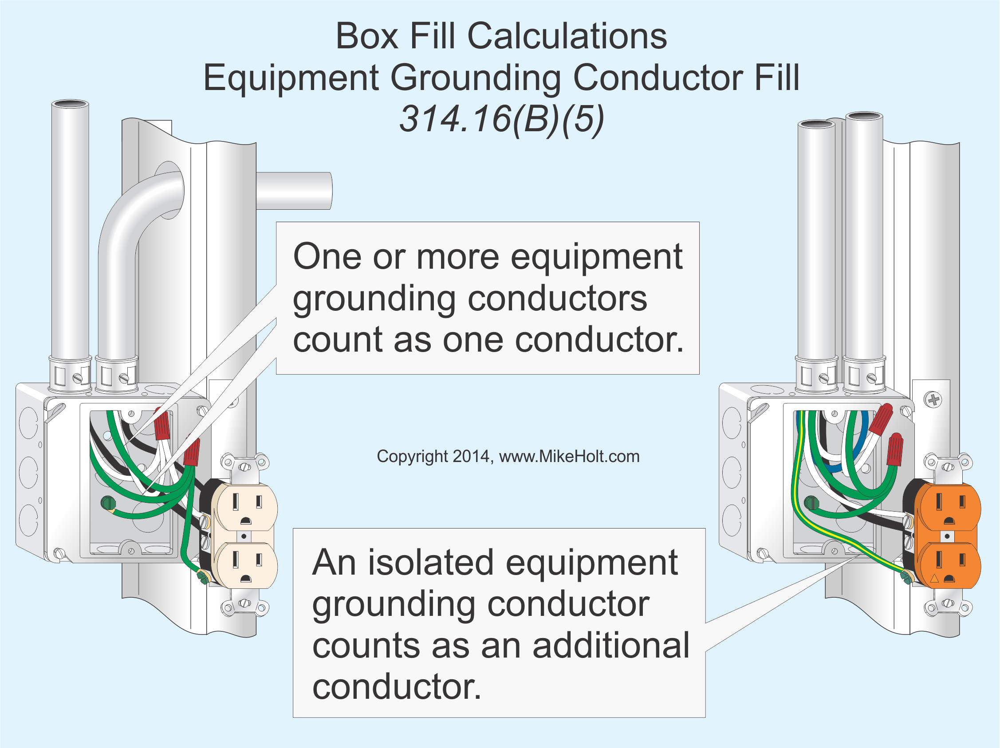 Box Fill Calculations
Equipment Grounding Conductor Fill
314.16(B)(5)
One or more equipment
grounding conductors
count as one conductor.
Copyright 2014, www.MikeHolt.com
An isolated equipment
grounding conductor
counts as an additional
conductor.